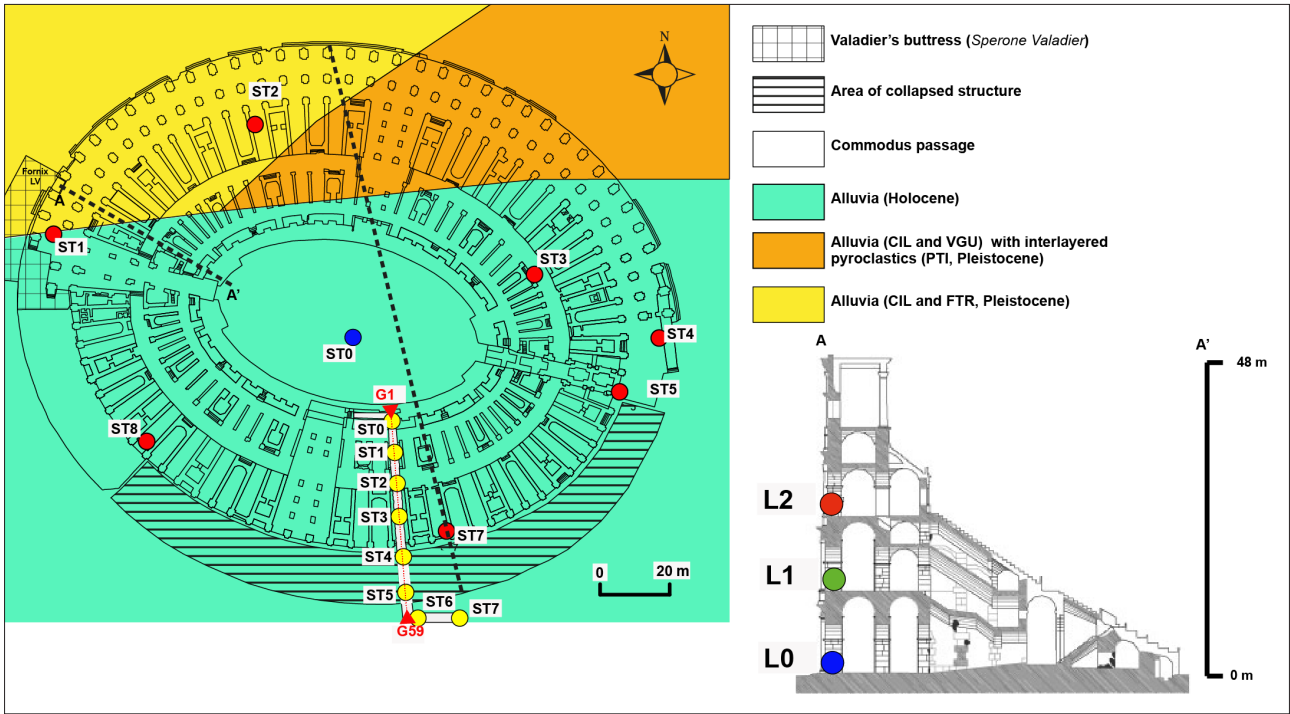 N
ST2
Fornix
LV
A
ST1
A'
ST3
ST0
ST4
ST5
G1
ST0
ST8
ST1
ST2
ST3
ST7
ST4
ST5
ST6
ST7
G59
0
20 m
Valadier's buttress (Sperone Valadier)
Area of collapsed structure
Commodus passage
Alluvia (Holocene)
Alluvia (CIL and VGU) with interlayered
pyroclastics (PTI, Pleistocene)
Alluvia (CIL and FTR, Pleistocene)
A
A'
48 m
L2
L1
L0
0 m